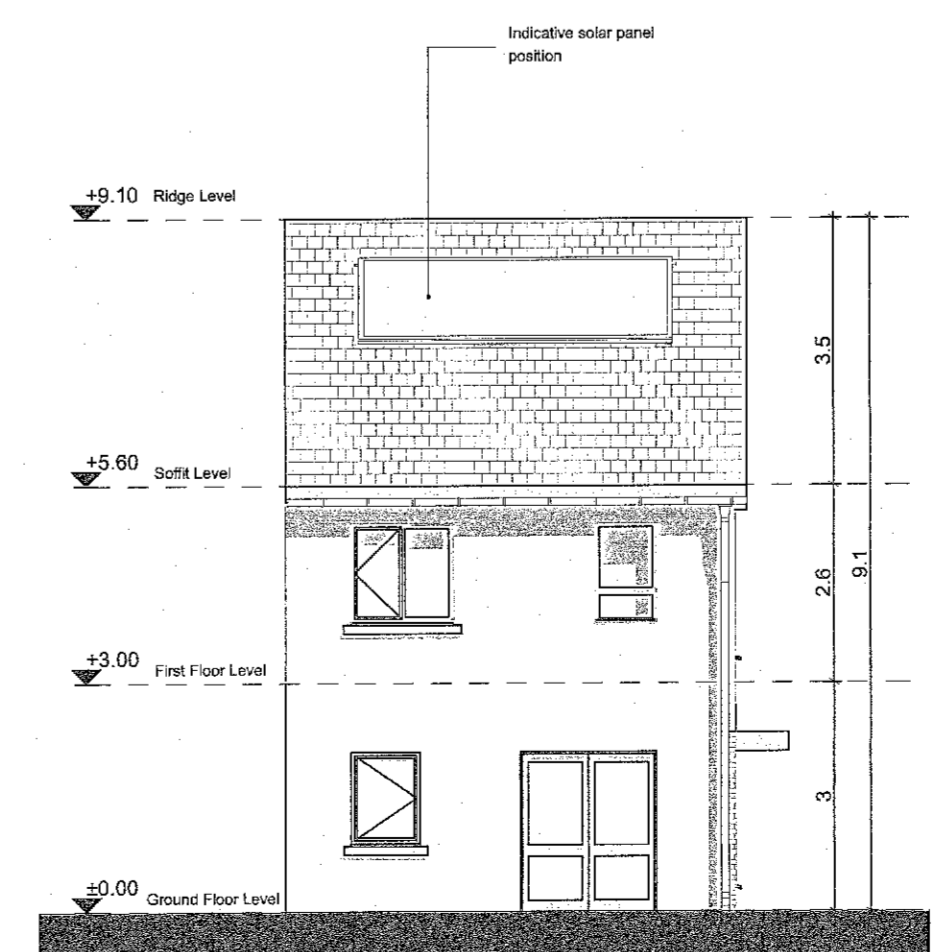 Indicative solar panel
position
+9.10 Ridge Level
3.5
+5.60 Soffit Level
2.6
9.1
+3.00 First Floor Level
3
±0.00 Ground Floor Level